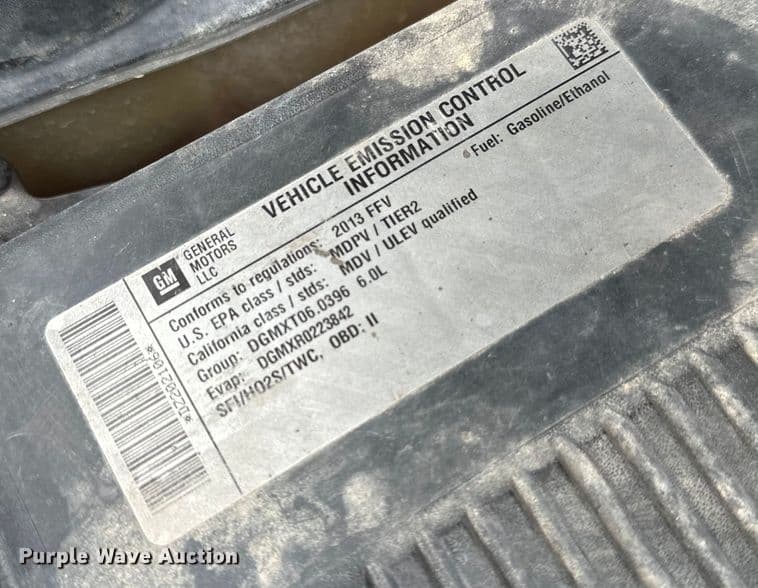 GM
GENERAL
MOTORS
LLC
VEHICLE EMISSION CONTROL
INFORMATION
Conforms to regulations: 2013 FFV
Fuel: Gasoline/Ethanol
U.S. EPA class / stds: MDPV / TIER2
California class / stds: MDV / ULEV qualified
Group: DGMXT06.0396 6.0L
Evap: DGMXR0223842
SFI/HO2S/TWC, OBD: II
*DZ202106*
Purple Wave Auction